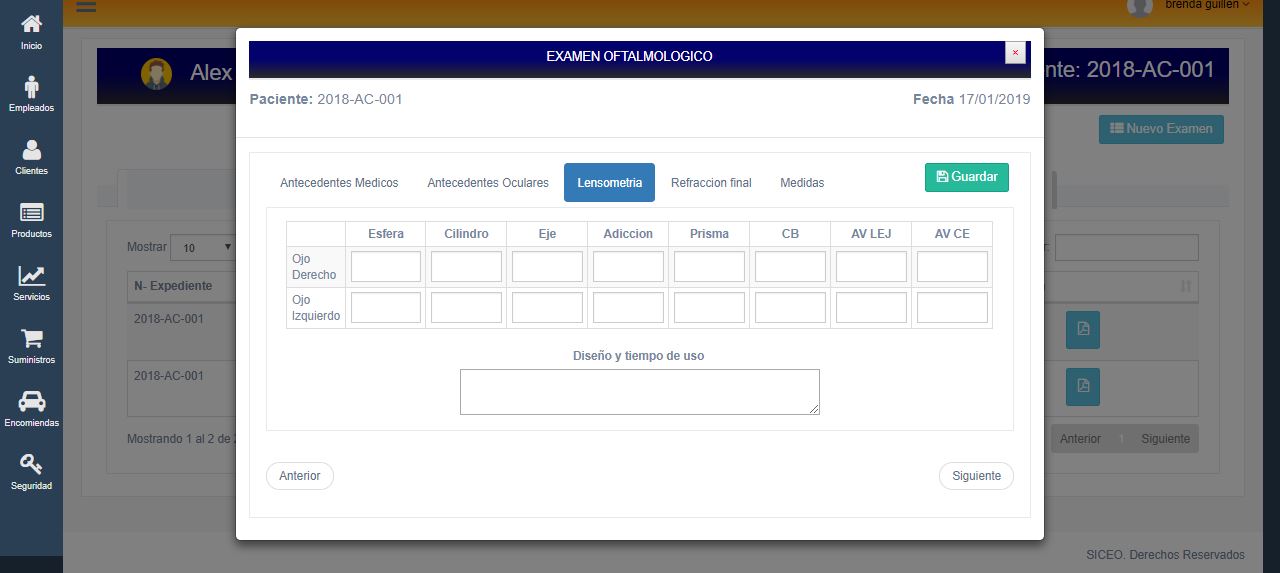 brenda guillen
Inicio
Empleados
Clientes
Productos
Servicios
Suministros
Encomiendas
Seguridad
EXAMEN OFTALMOLOGICO
×
Alex
nte: 2018-AC-001
Paciente: 2018-AC-001
Fecha 17/01/2019
Nuevo Examen
Antecedentes Medicos
Antecedentes Oculares
Lensometria
Refraccion final
Medidas
Guardar
Esfera Cilindro Eje Adiccion Prisma CB AV LEJ AV CE
Ojo
Derecho
Ojo
Izquierdo
Diseño y tiempo de uso
Mostrar 10
N- Expediente
2018-AC-001
2018-AC-001
Mostrando 1 al 2 de
Anterior 1 Siguiente
Anterior
Siguiente
SICEO. Derechos Reservados